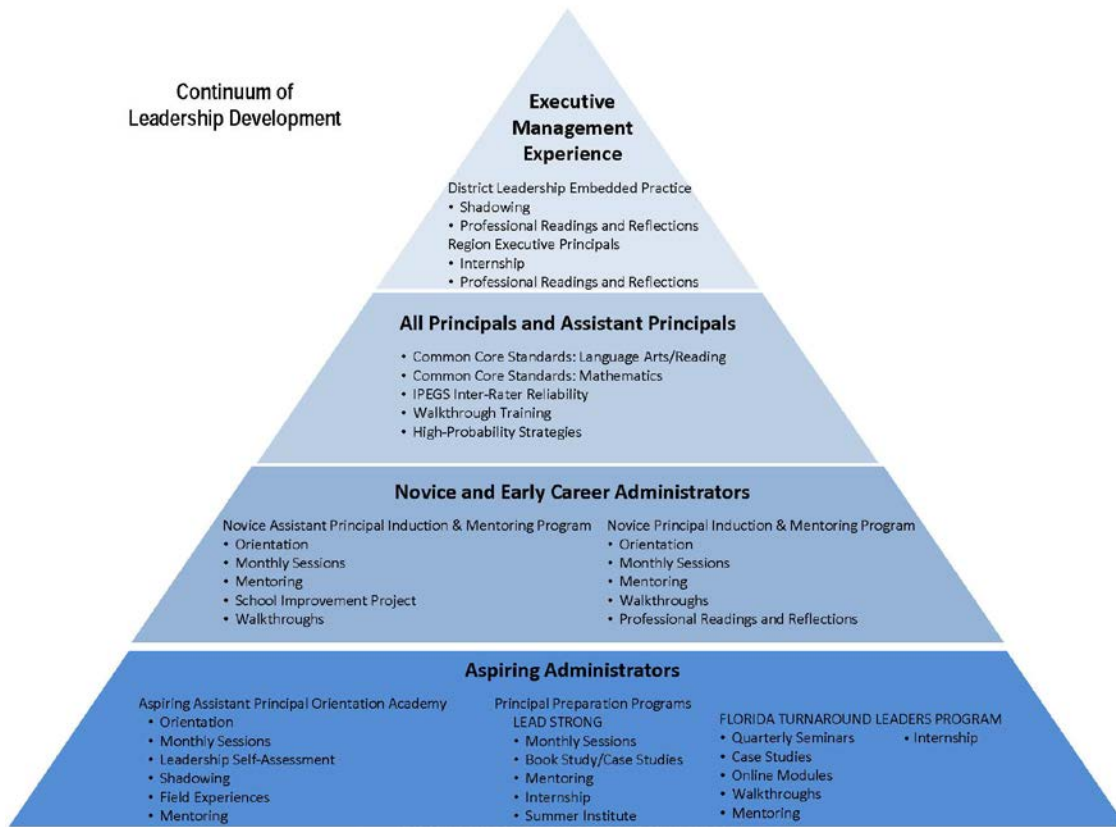 Continuum of
Leadership Development
Executive
Management
Experience
District Leadership Embedded Practice
• Shadowing
• Professional Readings and Reflections
Region Executive Principals
• Internship
• Professional Readings and Reflections
All Principals and Assistant Principals
• Common Core Standards: Language Arts/Reading
• Common Core Standards: Mathematics
• IPEGS Inter-Rater Reliability
• Walkthrough Training
• High-Probability Strategies
Novice and Early Career Administrators
Novice Assistant Principal Induction & Mentoring Program
• Orientation
• Monthly Sessions
• Mentoring
• School Improvement Project
• Walkthroughs
Novice Principal Induction & Mentoring Program
• Orientation
• Monthly Sessions
• Mentoring
• Walkthroughs
• Professional Readings and Reflections
Aspiring Administrators
Aspiring Assistant Principal Orientation Academy
• Orientation
• Monthly Sessions
• Leadership Self-Assessment
• Shadowing
• Field Experiences
• Mentoring
Principal Preparation Programs
LEAD STRONG
• Monthly Sessions
• Book Study/Case Studies
• Mentoring
• Internship
• Summer Institute
FLORIDA TURNAROUND LEADERS PROGRAM
• Quarterly Seminars
• Case Studies
• Online Modules
• Walkthroughs
• Mentoring
• Internship